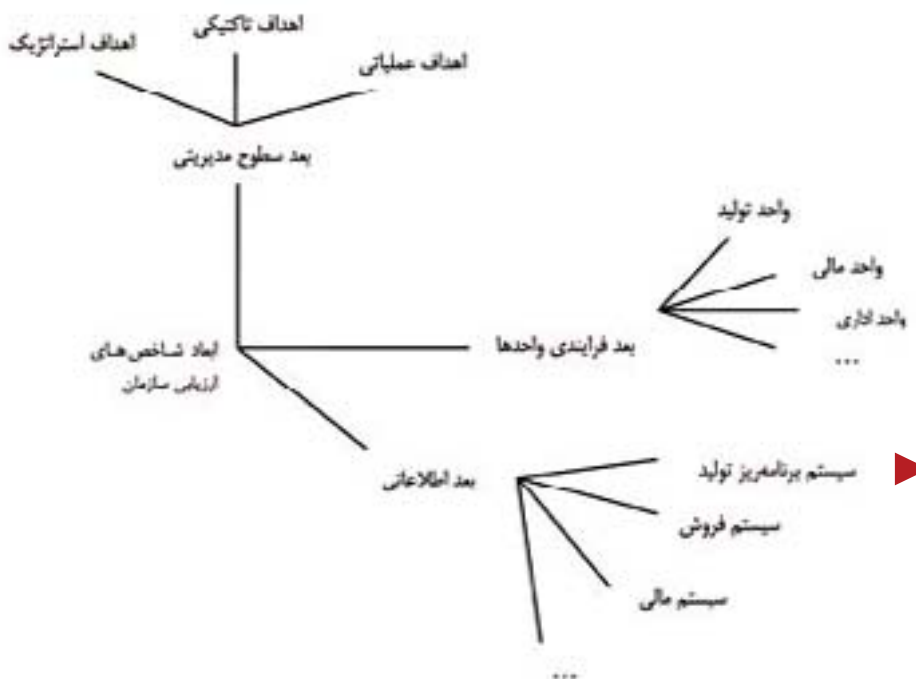 اهداف تاکتیکی
اهداف استراتژیک
اهداف عملیاتی
بعد سطوح مدیریتی
واحد تولید
واحد مالی
واحد اداری
...
ابعاد شاخص‌های
ارزیابی سازمان
بعد فرایندی واحدها
بعد اطلاعاتی
سیستم برنامه‌ریز تولید
سیستم فروش
سیستم مالی
...